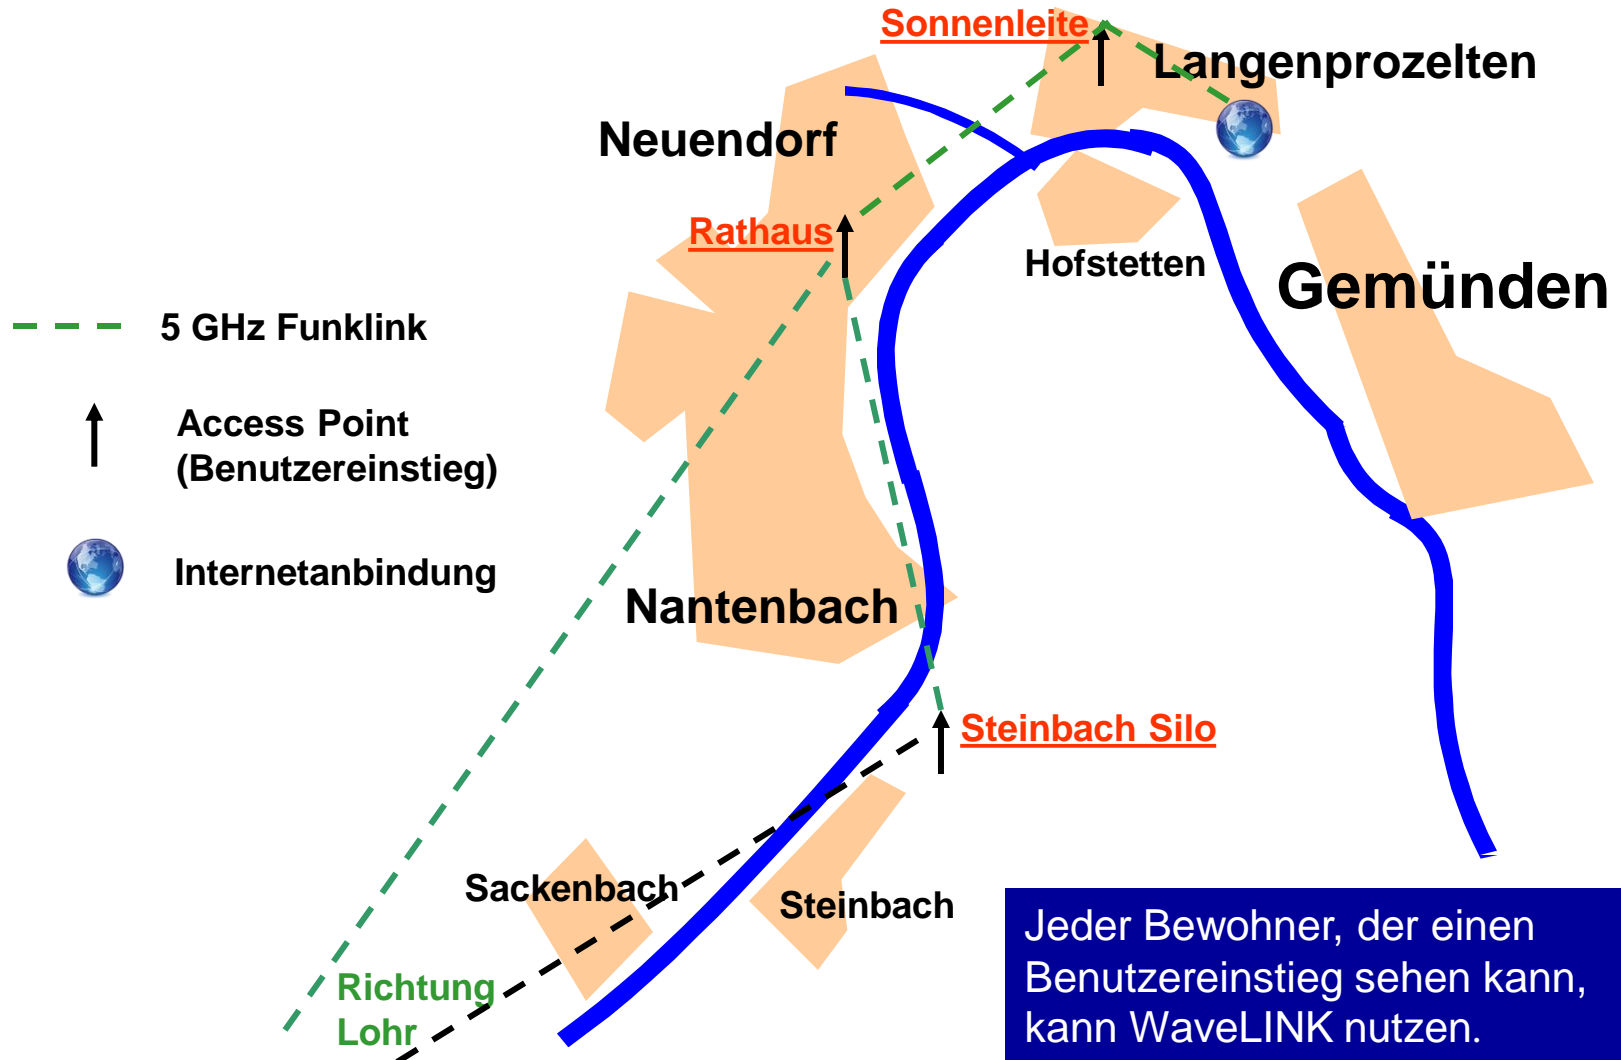 Sonnenleite
Langenprozelten
Neuendorf
Rathaus
Hofstetten
Gemünden
5 GHz Funklink
Access Point
(Benutzereinstieg)
Internetanbindung
Nantenbach
Steinbach Silo
Sackenbach
Steinbach
Richtung
Lohr
Jeder Bewohner, der einen
Benutzereinstieg sehen kann,
kann WaveLINK nutzen.